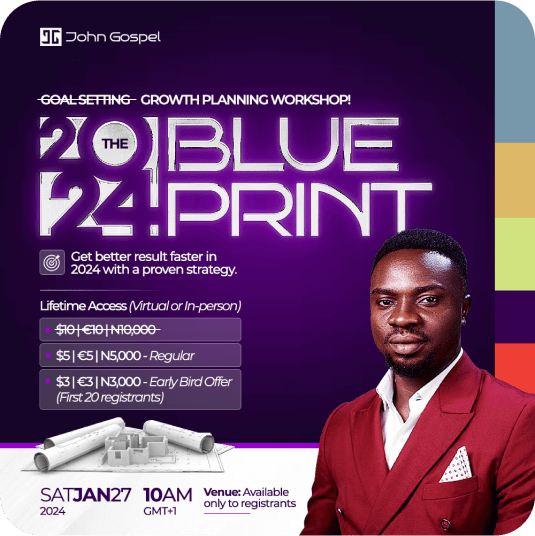 JG John Gospel
~~GOAL SETTING~~ GROWTH PLANNING WORKSHOP!
20 THE BLUE
24! PRINT
Get better result faster in
2024 with a proven strategy.
Lifetime Access (Virtual or In-person)
~~$10 | €10 | N10,000~~
$5 | €5 | N5,000 - Regular
$3 | €3 | N3,000 - Early Bird Offer
(First 20 registrants)
SATJAN27 10AM Venue: Available
2024 GMT+1 only to registrants